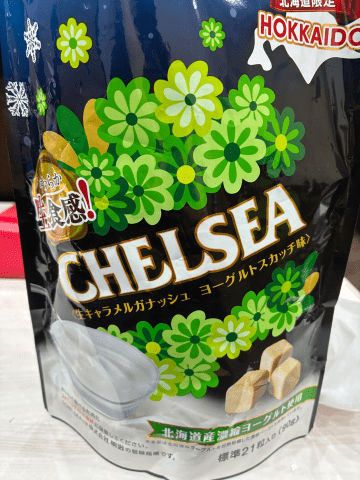 北海道限定
HOKKAIDO
生食感!
CHELSEA
〈生キャラメルガナッシュ ヨーグルトスカッチ味〉
北海道産濃縮ヨーグルト使用
標準21粒入り(90g)